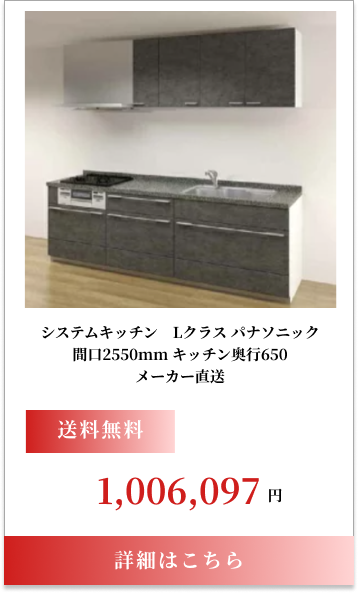 システムキッチン　Lクラス パナソニック
間口2550mm キッチン奥行650
メーカー直送
送料無料
1,006,097 円
詳細はこちら